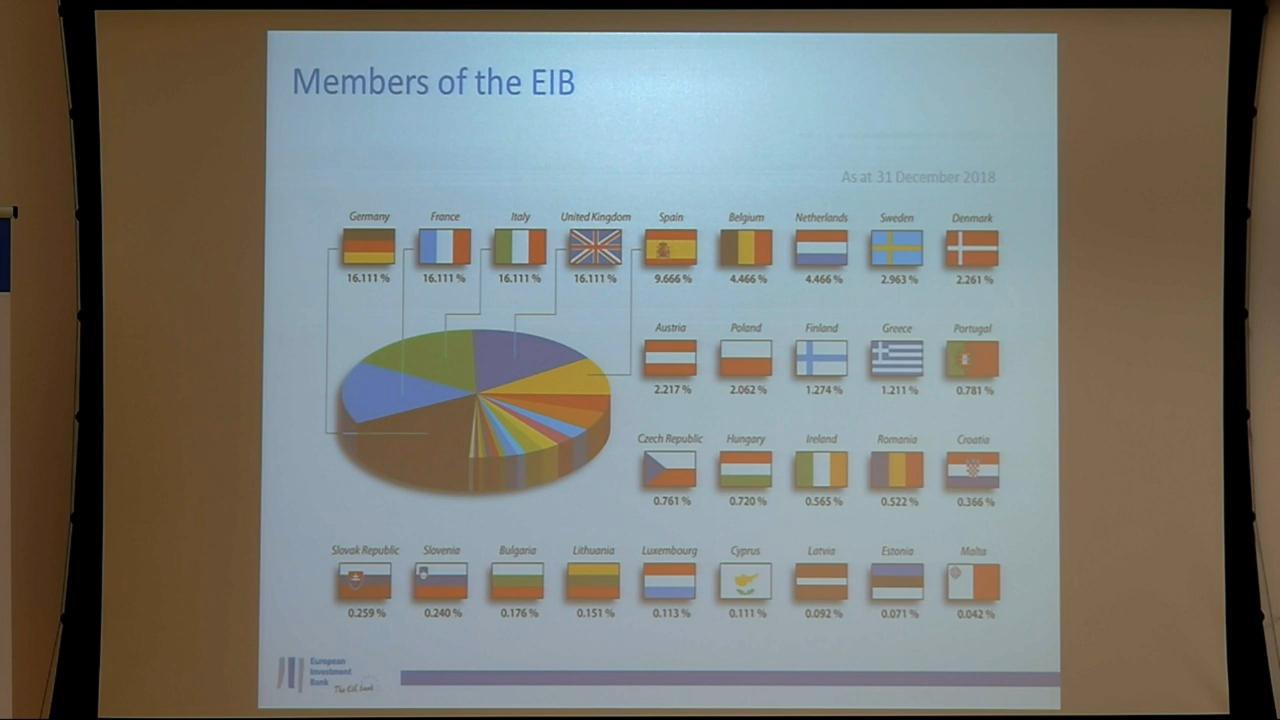 Members of the EIB
As at 31 December 2018
Germany France Italy United Kingdom Spain Belgium Netherlands Sweden Denmark
16.111 % 16.111 % 16.111 % 16.111 % 9.666 % 4.466 % 4.466 % 2.963 % 2.261 %
Austria Poland Finland Greece Portugal
2.217 % 2.062 % 1.274 % 1.211 % 0.781 %
Czech Republic Hungary Ireland Romania Croatia
0.761 % 0.720 % 0.565 % 0.522 % 0.366 %
Slovak Republic Slovenia Bulgaria Lithuania Luxembourg Cyprus Latvia Estonia Malta
0.259 % 0.240 % 0.176 % 0.151 % 0.113 % 0.111 % 0.092 % 0.071 % 0.042 %
European
Investment
Bank
The EU bank